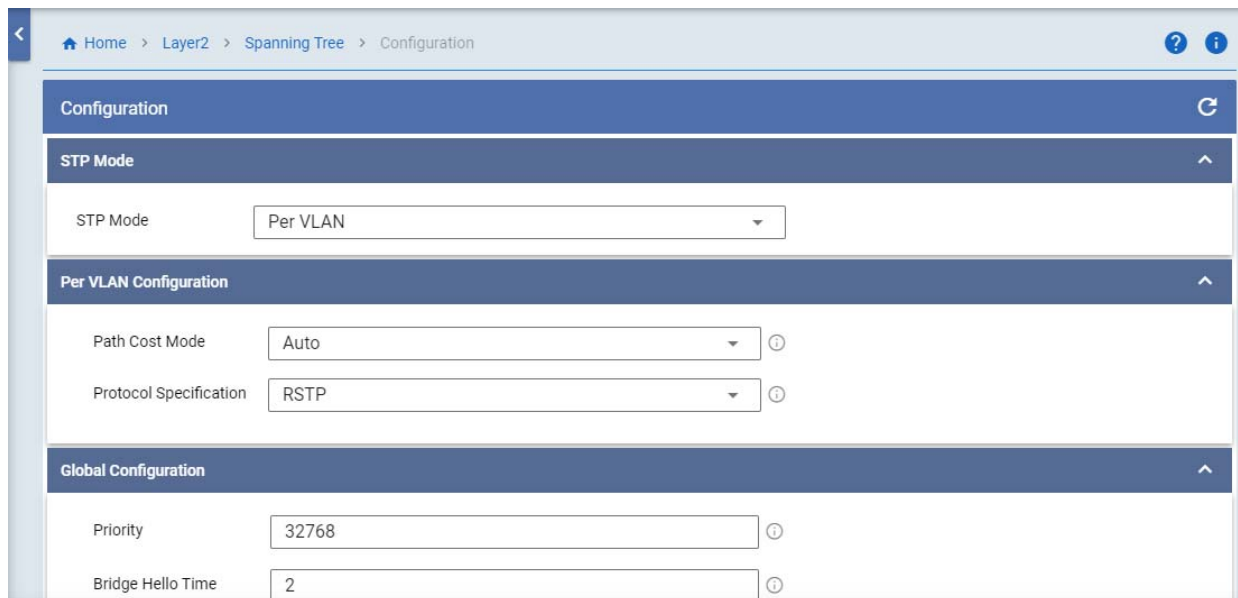 Home > Layer2 > Spanning Tree > Configuration
Configuration
STP Mode
STP Mode Per VLAN
Per VLAN Configuration
Path Cost Mode Auto
Protocol Specification RSTP
Global Configuration
Priority 32768
Bridge Hello Time 2